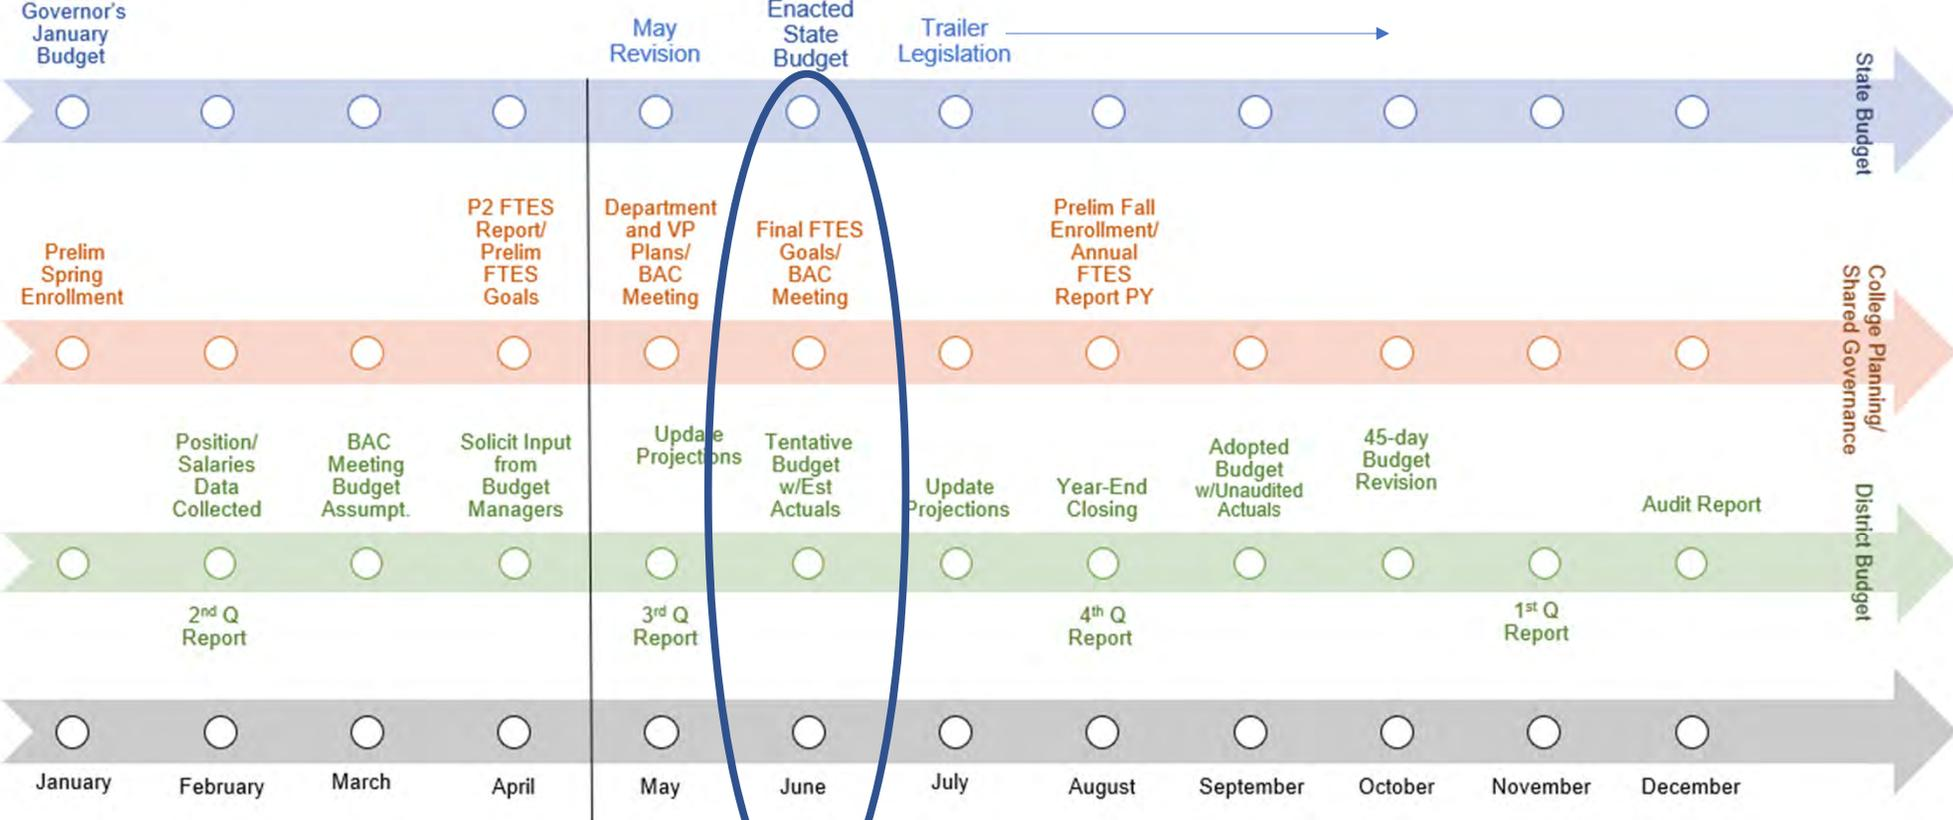 Governor's
January
Budget
May
Revision
Enacted
State
Budget
Trailer
Legislation
State Budget
Prelim
Spring
Enrollment
P2 FTES
Report/
Prelim
FTES
Goals
Department
and VP
Plans/
BAC
Meeting
Final FTES
Goals/
BAC
Meeting
Prelim Fall
Enrollment/
Annual
FTES
Report PY
College Planning/
Shared Governance
Position/
Salaries
Data
Collected
BAC
Meeting
Budget
Assumpt.
Solicit Input
from
Budget
Managers
Update
Projections
Tentative
Budget
w/Est
Actuals
Update
Projections
Year-End
Closing
Adopted
Budget
w/Unaudited
Actuals
45-day
Budget
Revision
Audit Report
District Budget
2nd Q
Report
3rd Q
Report
4th Q
Report
1st Q
Report
January
February
March
April
May
June
July
August
September
October
November
December